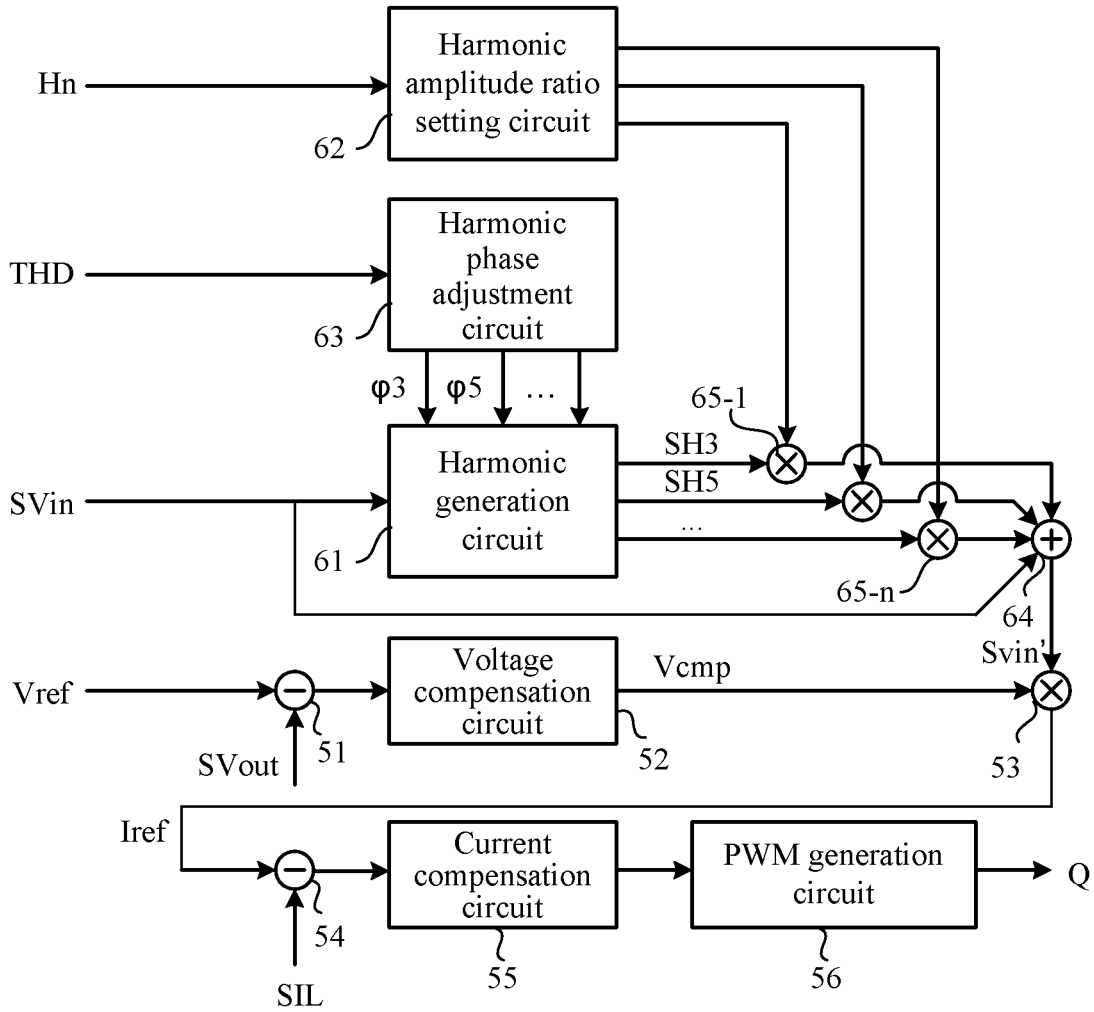 Hn
Harmonic
amplitude ratio
setting circuit
62
THD
Harmonic
phase
adjustment
circuit
63
φ3
φ5
...
65-1
SVin
Harmonic
generation
circuit
61
SH3
SH5
...
65-n
64
Svin’
Vref
51
SVout
Voltage
compensation
circuit
52
Vcmp
53
Iref
54
SIL
Current
compensation
circuit
55
PWM generation
circuit
56
Q